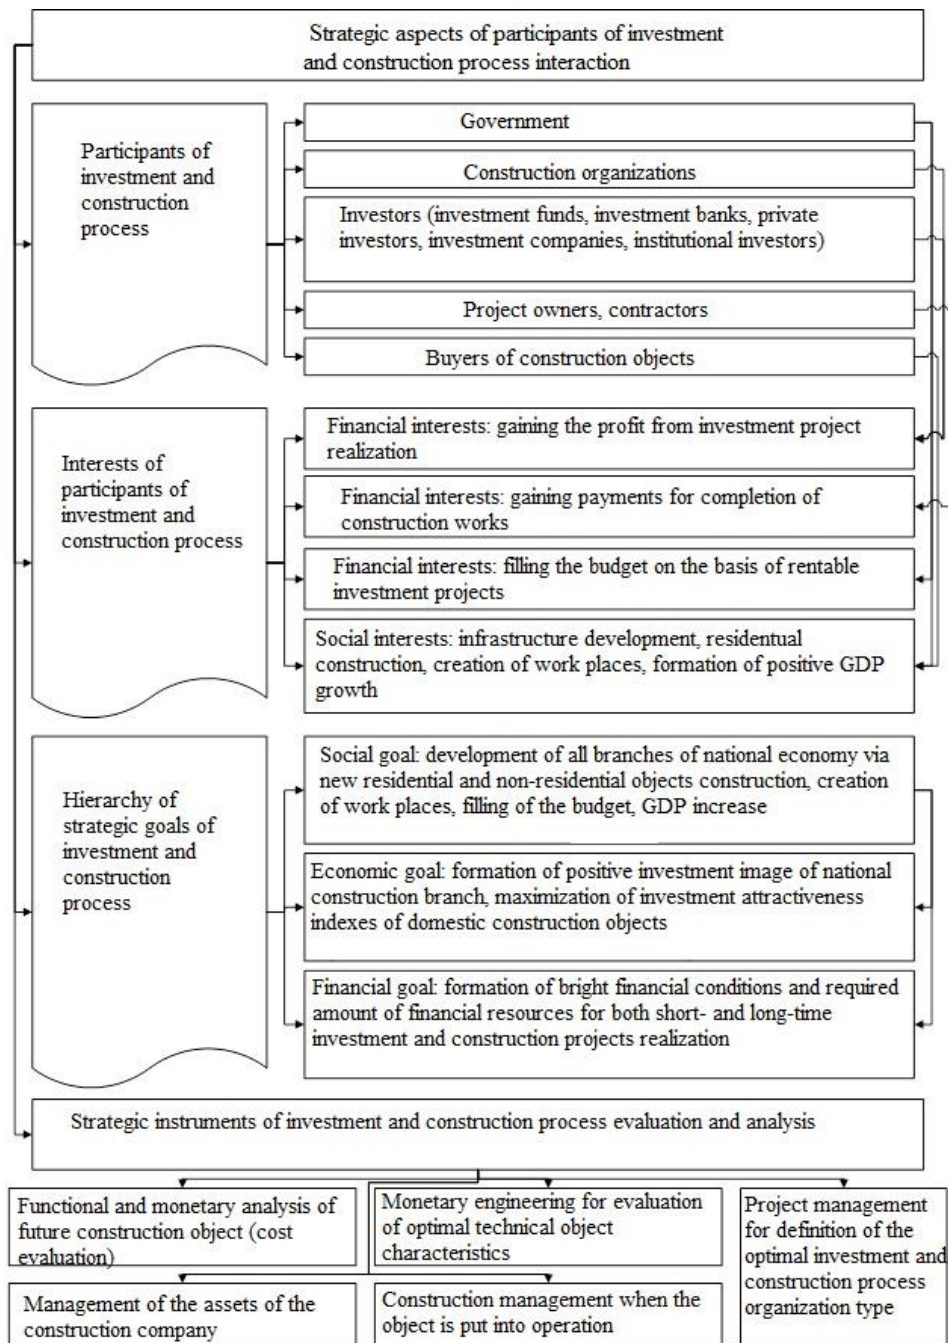 Strategic aspects of participants of investment
and construction process interaction
Participants of
investment and
construction
process
Government
Construction organizations
Investors (investment funds, investment banks, private
investors, investment companies, institutional investors)
Project owners, contractors
Buyers of construction objects
Interests of
participants of
investment and
construction process
Financial interests: gaining the profit from investment project
realization
Financial interests: gaining payments for completion of
construction works
Financial interests: filling the budget on the basis of rentable
investment projects
Social interests: infrastructure development, residentual
construction, creation of work places, formation of positive GDP
growth
Hierarchy of
strategic goals of
investment and
construction
process
Social goal: development of all branches of national economy via
new residential and non-residential objects construction, creation
of work places, filling of the budget, GDP increase
Economic goal: formation of positive investment image of national
construction branch, maximization of investment attractiveness
indexes of domestic construction objects
Financial goal: formation of bright financial conditions and required
amount of financial resources for both short- and long-time
investment and construction projects realization
Strategic instruments of investment and construction process evaluation and analysis
Functional and monetary analysis of
future construction object (cost
evaluation)
Monetary engineering for evaluation
of optimal technical object
characteristics
Project management
for definition of the
optimal investment and
construction process
organization type
Management of the assets of the
construction company
Construction management when the
object is put into operation